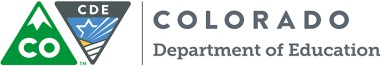 CO
CDE
TM
COLORADO
Department of Education